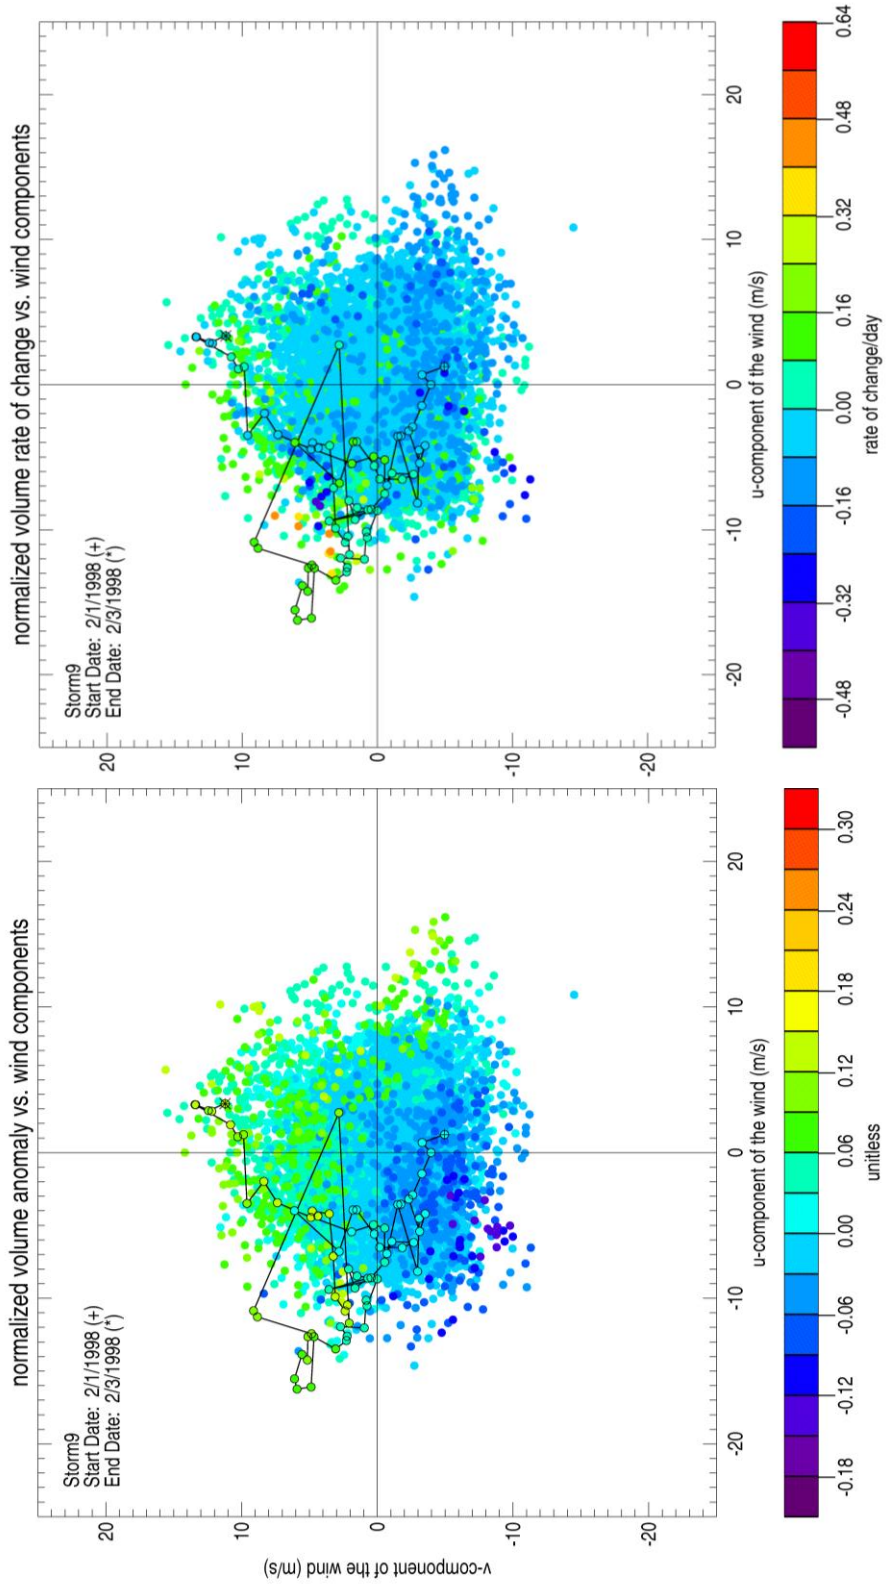 normalized volume anomaly vs. wind components
Storm9
Start Date: 2/1/1998 (+)
End Date: 2/3/1998 (*)
20
10
0
-10
-20
v-component of the wind (m/s)
-20
-10
0
10
20
u-component of the wind (m/s)
-0.18
-0.12
-0.06
0.00
0.06
0.12
0.18
0.24
0.30
unitless
normalized volume rate of change vs. wind components
Storm9
Start Date: 2/1/1998 (+)
End Date: 2/3/1998 (*)
20
10
0
-10
-20
-20
-10
0
10
20
u-component of the wind (m/s)
-0.48
-0.32
-0.16
0.00
0.16
0.32
0.48
0.64
rate of change/day